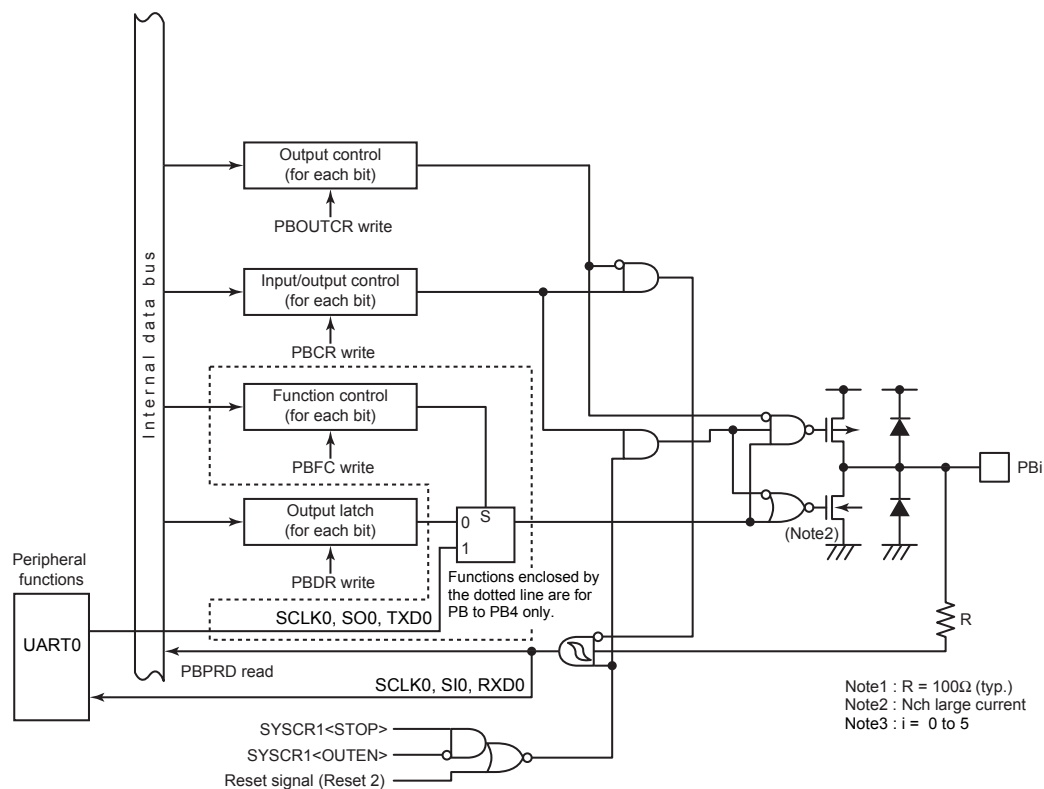 Internal data bus
Output control
(for each bit)
PBOUTCR write
Input/output control
(for each bit)
PBCR write
Function control
(for each bit)
PBFC write
Output latch
(for each bit)
PBDR write
S
0
1
Functions enclosed by
the dotted line are for
PB to PB4 only.
Peripheral
functions
UART0
SCLK0, SO0, TXD0
PBPRD read
SCLK0, SI0, RXD0
SYSCR1<STOP>
SYSCR1<OUTEN>
Reset signal (Reset 2)
PBi
(Note2)
R
Note1 : R = 100Ω (typ.)
Note2 : Nch large current
Note3 : i = 0 to 5